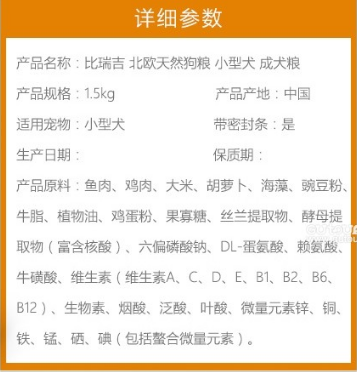 详细参数
产品名称：比瑞吉 北欧天然狗粮 小型犬 成犬粮
产品规格：1.5kg 产品产地：中国
适用宠物：小型犬 带密封条：是
生产日期： 保质期：
产品原料：鱼肉、鸡肉、大米、胡萝卜、海藻、豌豆粉、
牛脂、植物油、鸡蛋粉、果寡糖、丝兰提取物、酵母提
取物（富含核酸）、六偏磷酸钠、DL-蛋氨酸、赖氨酸、
牛磺酸、维生素（维生素A、C、D、E、B1、B2、B6、
B12）、生物素、烟酸、泛酸、叶酸、微量元素锌、铜、
铁、锰、硒、碘（包括螯合微量元素）。